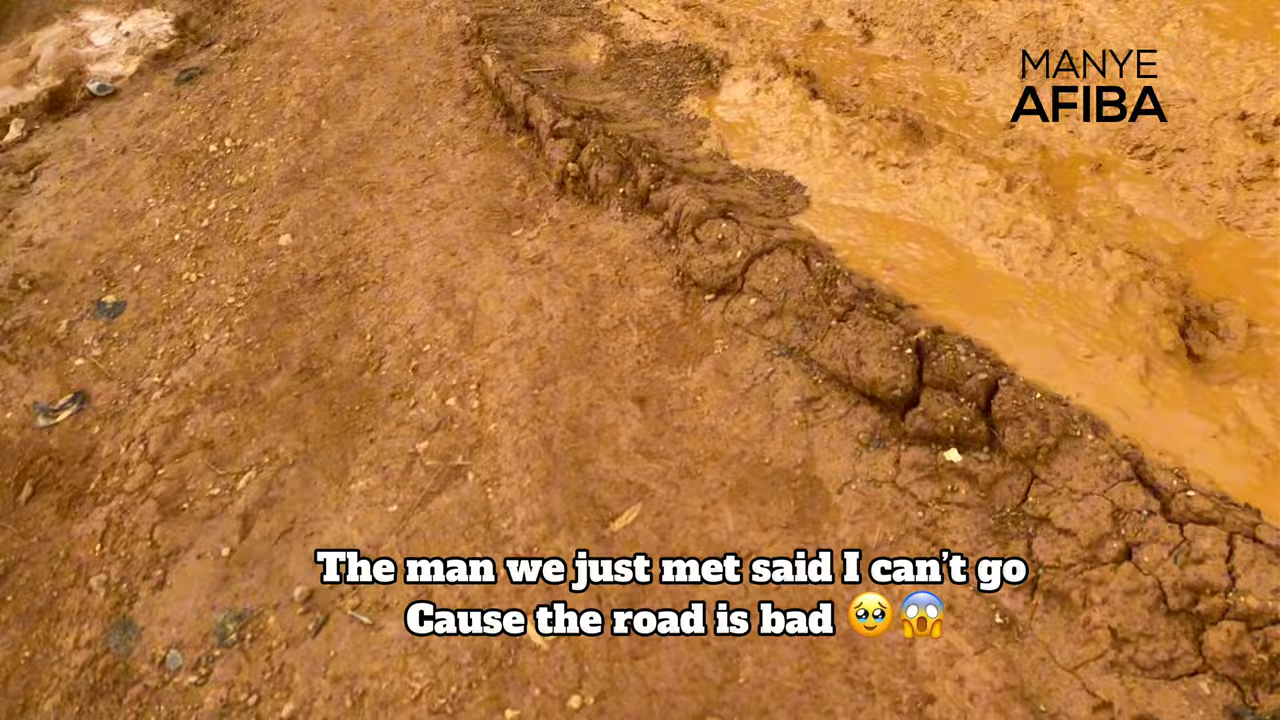 MANYE
AFIBA
The man we just met said I can't go
Cause the road is bad 🥹😱